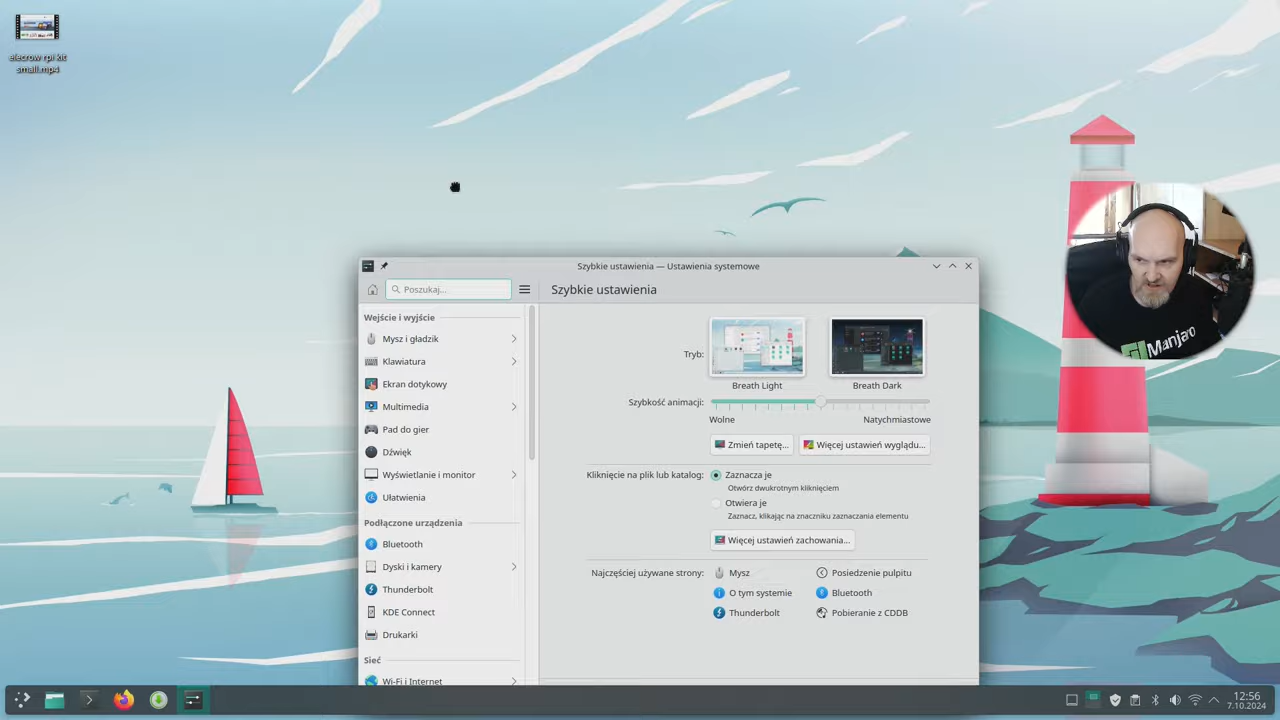 elecrow rpi kit
small.mp4
Szybkie ustawienia — Ustawienia systemowe
Poszukaj...
Szybkie ustawienia
Wejście i wyjście
Mysz i gładzik
Klawiatura
Ekran dotykowy
Multimedia
Pad do gier
Dźwięk
Wyświetlanie i monitor
Ułatwienia
Podłączone urządzenia
Bluetooth
Dyski i kamery
Thunderbolt
KDE Connect
Drukarki
Sieć
Wi-Fi i Internet
Tryb:
Breath Light
Breath Dark
Szybkość animacji:
Wolne
Natychmiastowe
Zmień tapetę...
Więcej ustawień wyglądu...
Kliknięcie na plik lub katalog:
Zaznacza je
Otwórz dwukrotnym kliknięciem
Otwiera je
Zaznacz, klikając na znaczniku zaznaczania elementu
Więcej ustawień zachowania...
Najczęściej używane strony:
Mysz
Posiedzenie pulpitu
O tym systemie
Bluetooth
Thunderbolt
Pobieranie z CDDB
Manjaro
12:56
7.10.2024